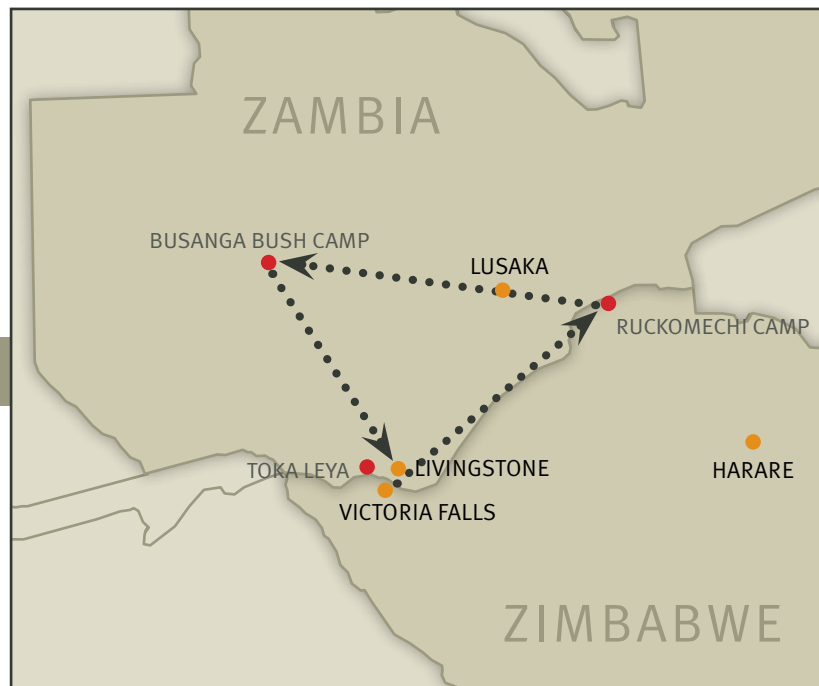 ZAMBIA
BUSANGA BUSH CAMP
LUSAKA
RUCKOMECHI CAMP
TOKA LEYA
LIVINGSTONE
HARARE
VICTORIA FALLS
ZIMBABWE